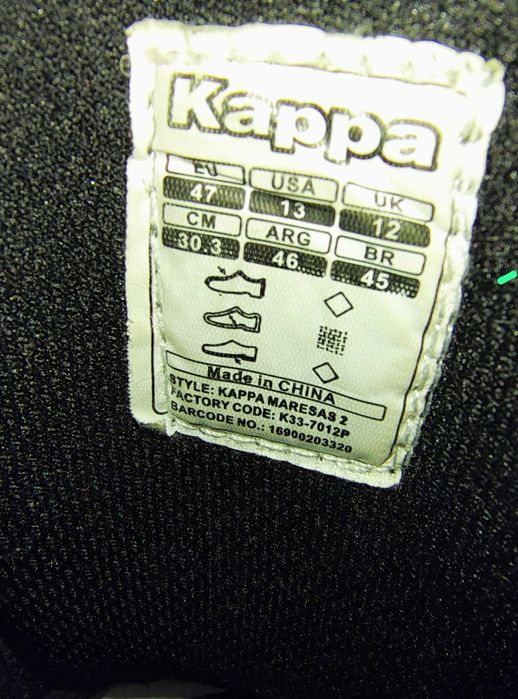 Kappa
EU USA UK
47 13 12
CM ARG BR
30.3 46 45
Made in CHINA
STYLE: KAPPA MARESAS 2
FACTORY CODE: K33-7012P
BARCODE NO.: 16900203320